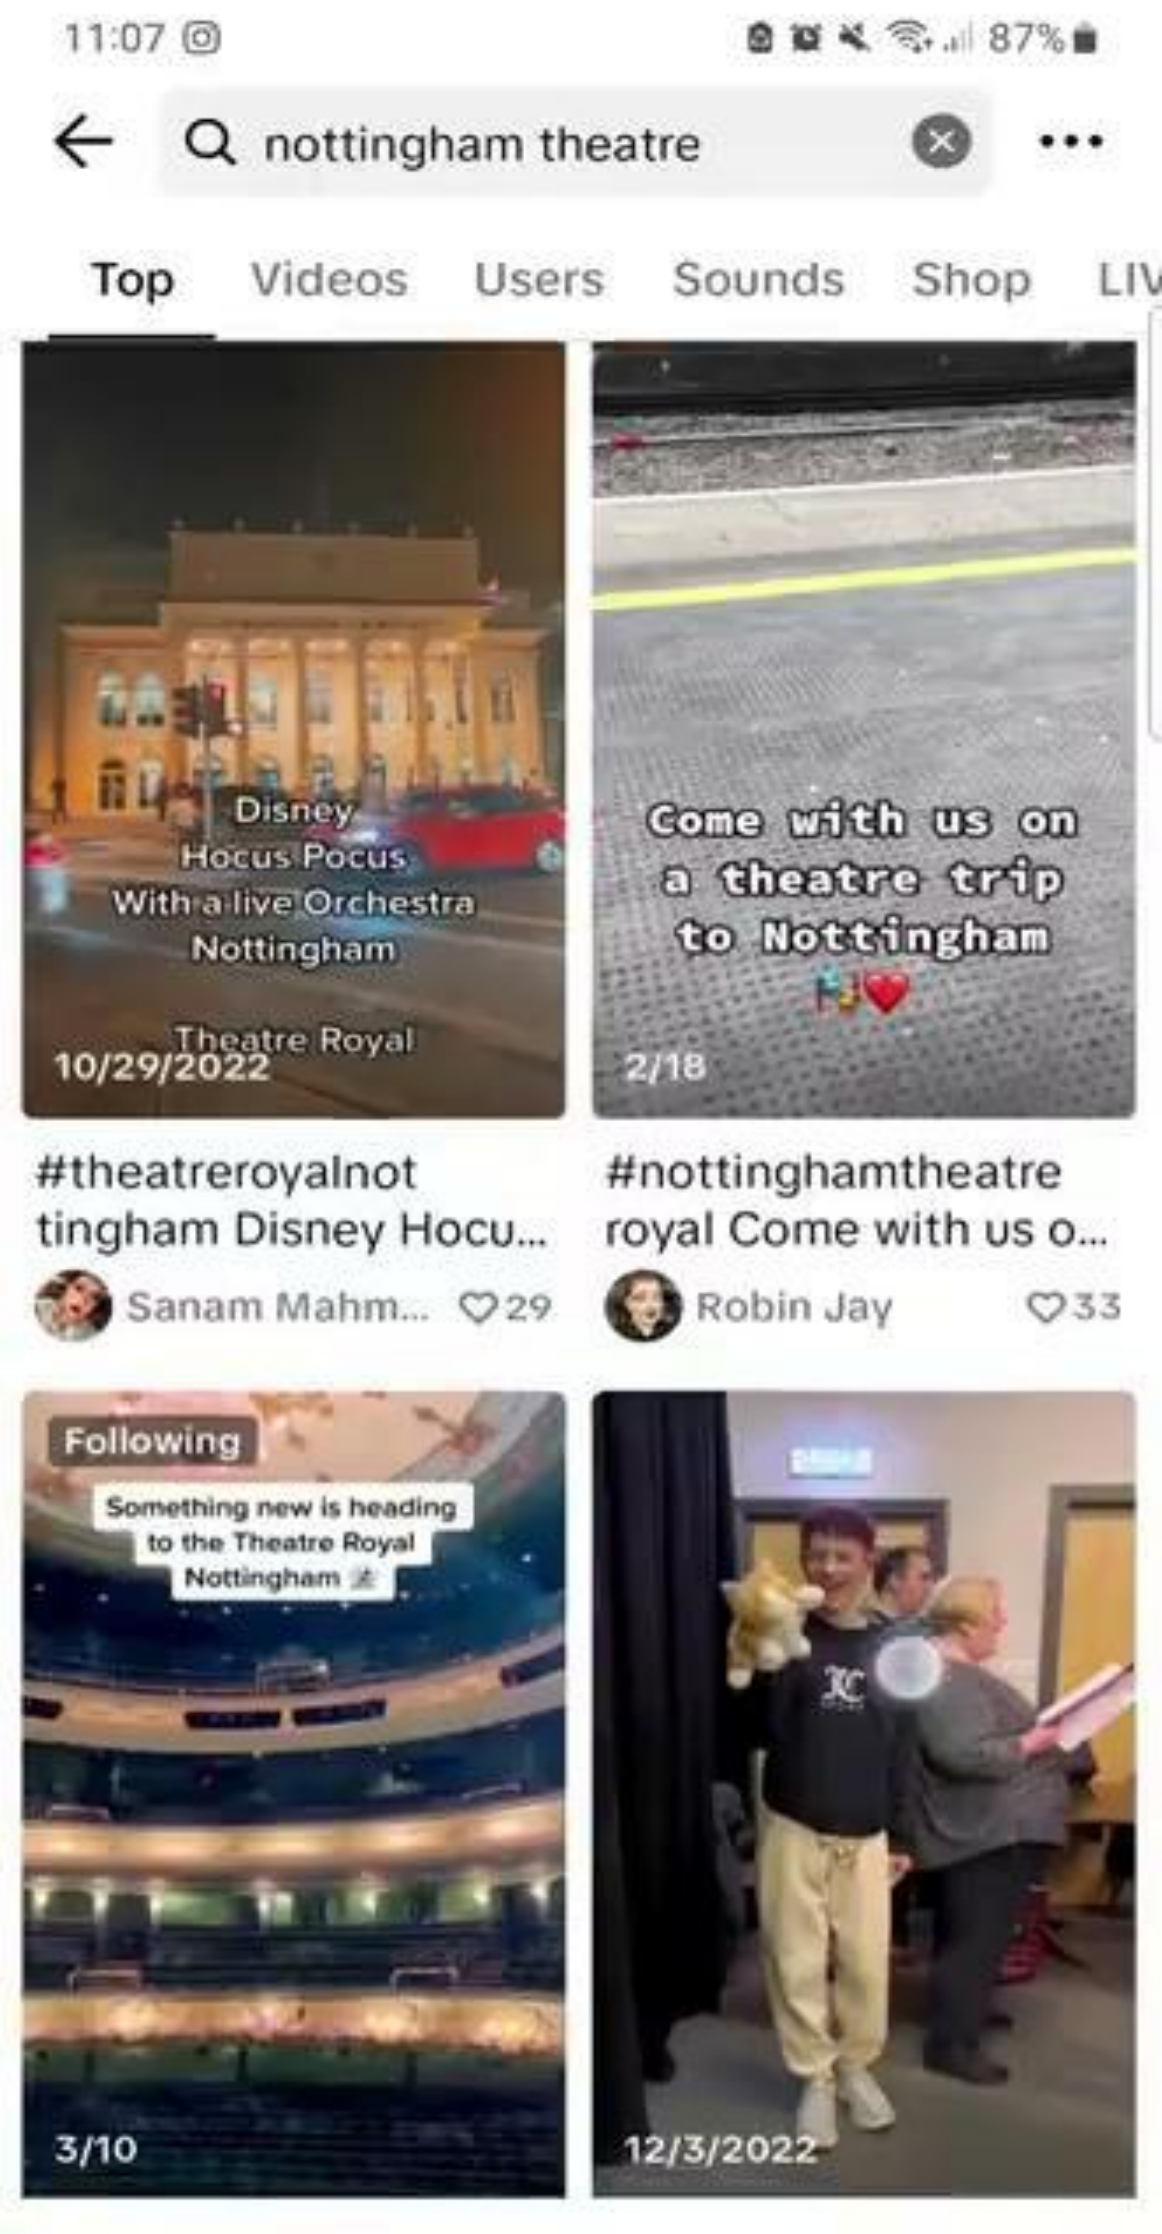 11:07
87%
nottingham theatre
Top Videos Users Sounds Shop LIV
Disney
Hocus Pocus
With a live Orchestra
Nottingham
Theatre Royal
10/29/2022
Come with us on
a theatre trip
to Nottingham
2/18
#theatreroyalnot
tingham Disney Hocu...
Sanam Mahm... 29
#nottinghamtheatre
royal Come with us o...
Robin Jay 33
Following
Something new is heading
to the Theatre Royal
Nottingham
3/10
12/3/2022